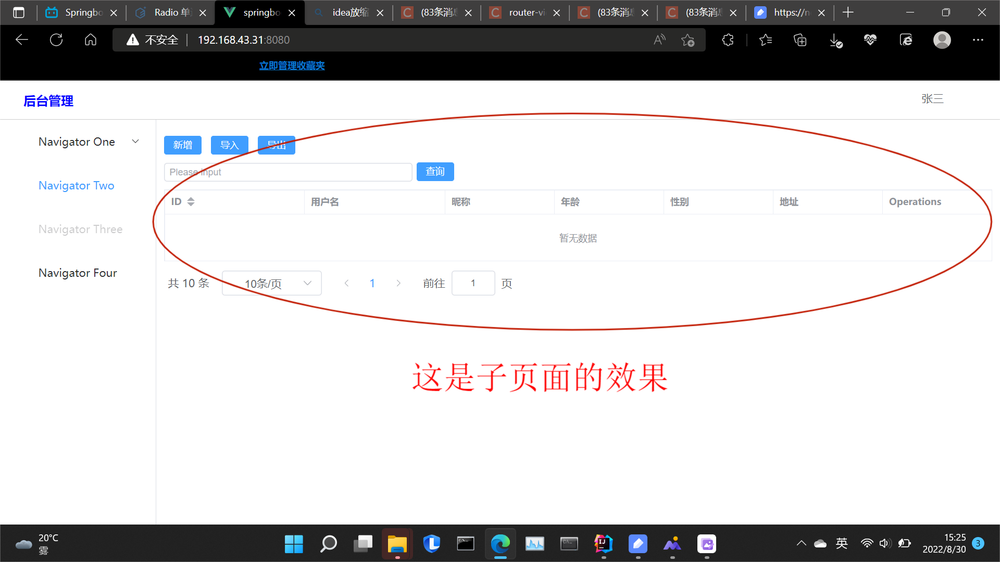 Springbo
Radio 单
springbo
idea放缩
(83条消息
router-vi
(83条消息
(83条消息
https://n
不安全
192.168.43.31:8080
立即管理收藏夹
后台管理
张三
Navigator One
Navigator Two
Navigator Three
Navigator Four
新增
导入
导出
Please input
查询
ID
用户名
昵称
年龄
性别
地址
Operations
暂无数据
共 10 条
10条/页
1
前往
1
页
这是子页面的效果
20°C
雾
英
15:25
2022/8/30
3